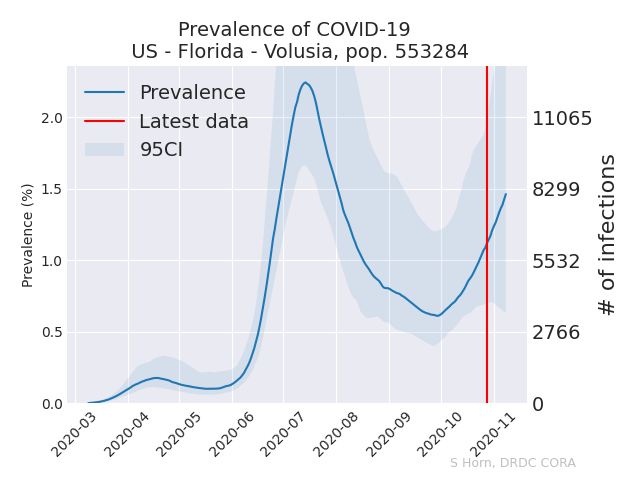 Prevalence of COVID-19
US - Florida - Volusia, pop. 553284
Prevalence
Latest data
95CI
Prevalence (%)
2.0
1.5
1.0
0.5
0.0
11065
8299
5532
2766
0
# of infections
2020-03
2020-04
2020-05
2020-06
2020-07
2020-08
2020-09
2020-10
2020-11
S Horn, DRDC CORA